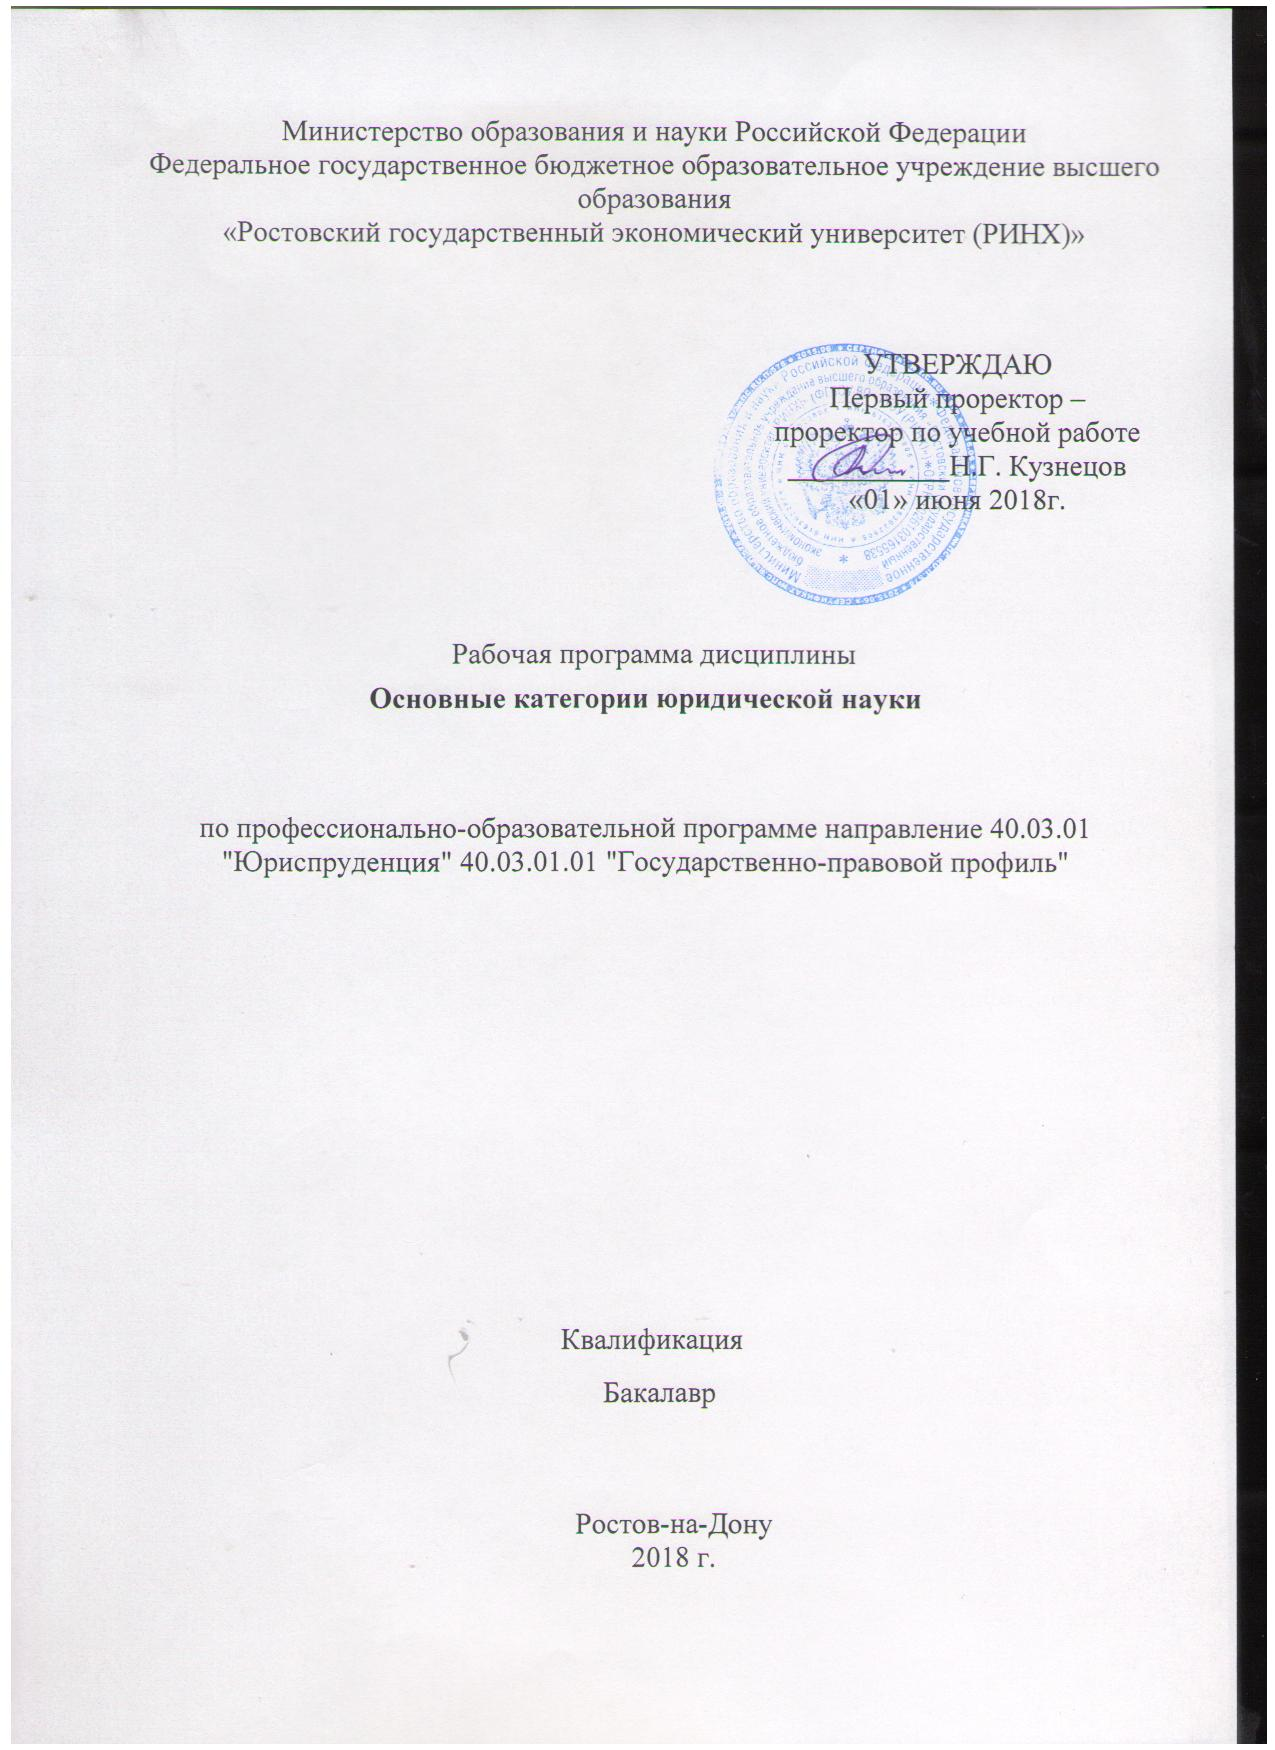 Министерство образования и науки Российской Федерации
Федеральное государственное бюджетное образовательное учреждение высшего
образования
«Ростовский государственный экономический университет (РИНХ)»
УТВЕРЖДАЮ
Первый проректор –
проректор по учебной работе
Н.Г. Кузнецов
«01» июня 2018г.
Рабочая программа дисциплины
Основные категории юридической науки
по профессионально-образовательной программе направление 40.03.01
"Юриспруденция" 40.03.01.01 "Государственно-правовой профиль"
Квалификация
Бакалавр
Ростов-на-Дону
2018 г.